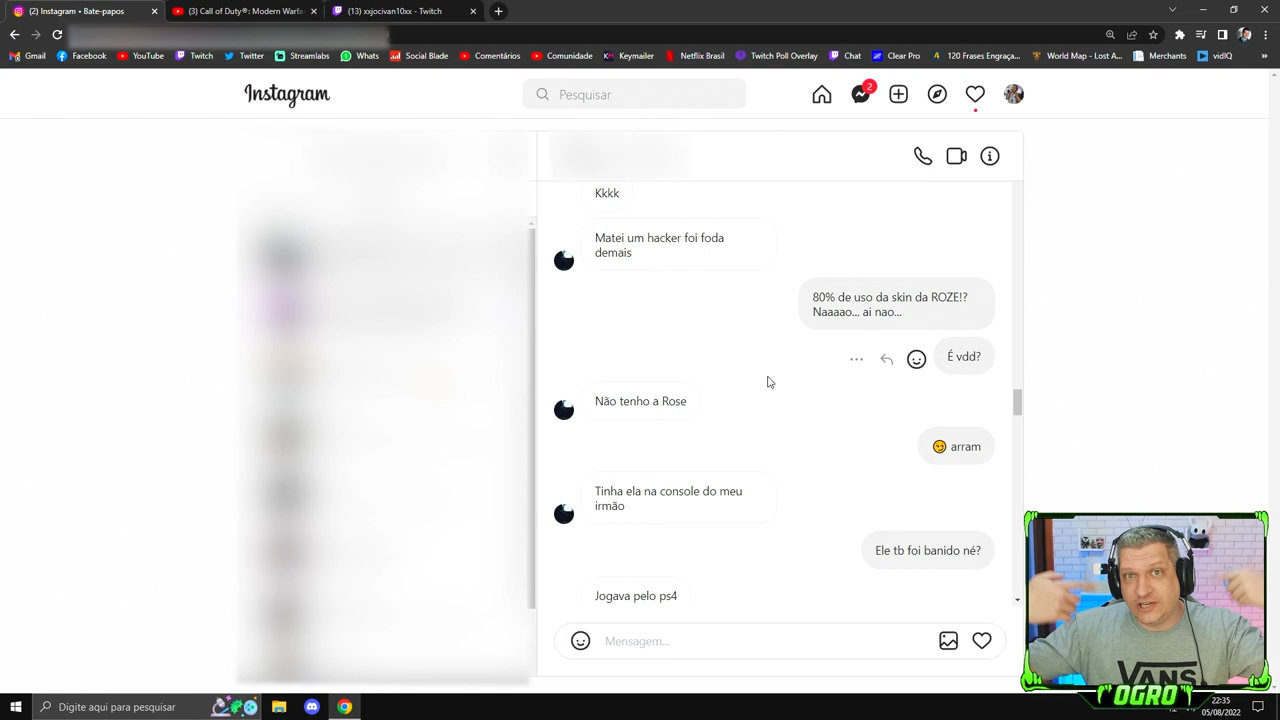 (2) Instagram • Bate-papos
(3) Call of Duty®: Modern Warfa
(13) xxjocivan10xx - Twitch
Gmail
Facebook
YouTube
Twitch
Twitter
Streamlabs
Whats
Social Blade
Comentários
Comunidade
Keymailer
Netflix Brasil
Twitch Poll Overlay
Chat
Clear Pro
120 Frases Engraça...
World Map - Lost A...
Merchants
vidIQ
Instagram
Pesquisar
2
Kkkk
Matei um hacker foi foda
demais
80% de uso da skin da ROZE!?
Naaaao... ai nao...
É vdd?
Não tenho a Rose
arram
Tinha ela na console do meu
irmão
Ele tb foi banido né?
Jogava pelo ps4
Mensagem...
VANS
OGRO
Digite aqui para pesquisar
22:35
05/08/2022